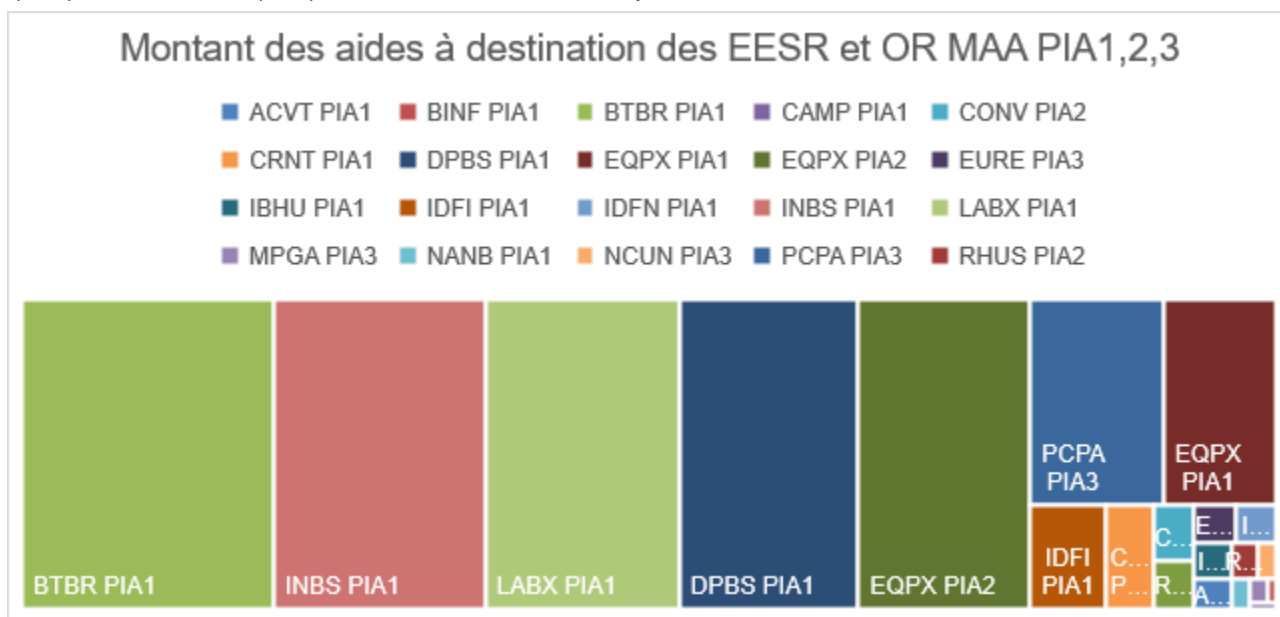 Montant des aides à destination des EESR et OR MAA PIA1,2,3
ACVT PIA1 BINF PIA1 BTBR PIA1 CAMP PIA1 CONV PIA2
CRNT PIA1 DPBS PIA1 EQPX PIA1 EQPX PIA2 EURE PIA3
IBHU PIA1 IDFI PIA1 IDFN PIA1 INBS PIA1 LABX PIA1
MPGA PIA3 NANB PIA1 NCUN PIA3 PCPA PIA3 RHUS PIA2
PCPA
PIA3
EQPX
PIA1
BTBR PIA1
INBS PIA1
LABX PIA1
DPBS PIA1
EQPX PIA2
IDFI
PIA1
C...
P...
C...
R...
E...
I...
I...
R...
A...